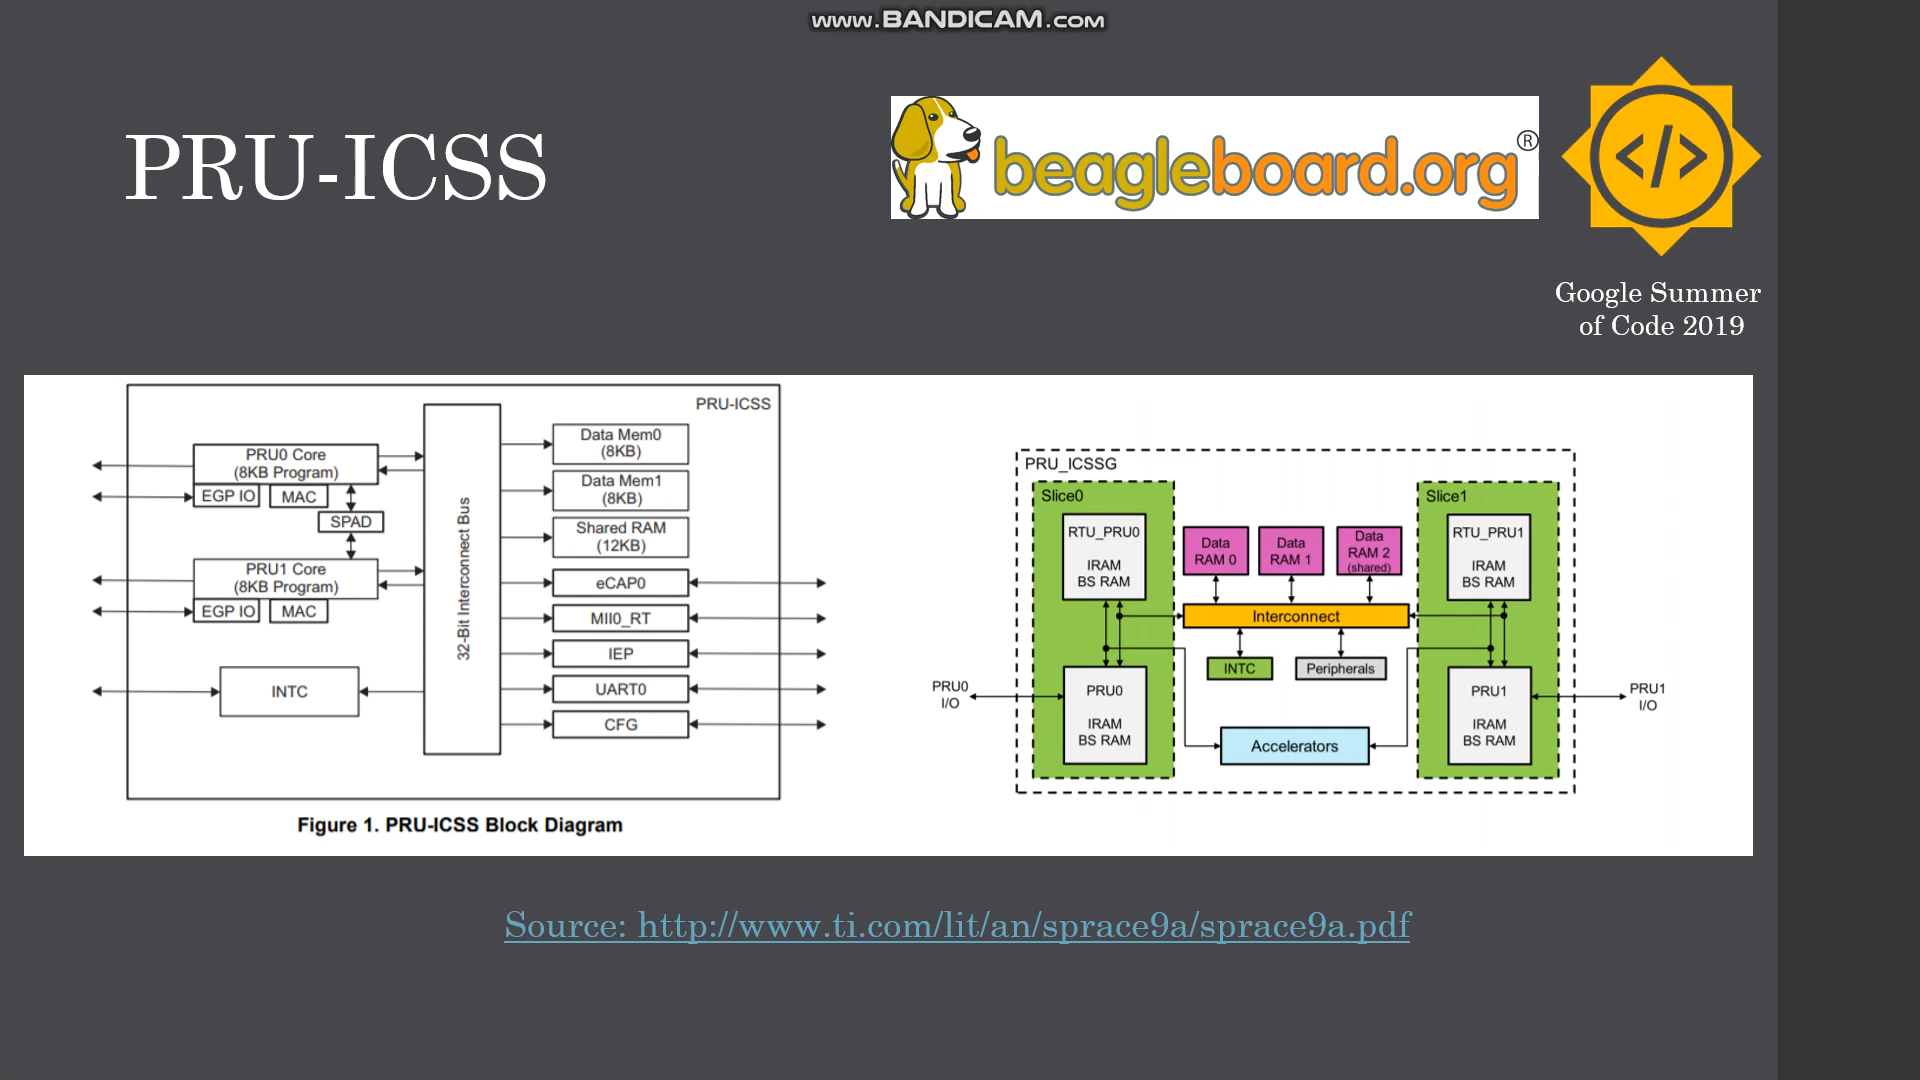 www.BANDICAM.com
PRU-ICSS
beagleboard.org®
Google Summer
of Code 2019
PRU-ICSS
PRU0 Core
(8KB Program)
EGP IO
MAC
SPAD
PRU1 Core
(8KB Program)
EGP IO
MAC
INTC
32-Bit Interconnect Bus
Data Mem0
(8KB)
Data Mem1
(8KB)
Shared RAM
(12KB)
eCAP0
MII0_RT
IEP
UART0
CFG
Figure 1. PRU-ICSS Block Diagram
PRU_ICSSG
Slice0
RTU_PRU0
IRAM
BS RAM
PRU0
IRAM
BS RAM
PRU0
I/O
Data
RAM 0
Data
RAM 1
Data
RAM 2
(shared)
Interconnect
INTC
Peripherals
Accelerators
Slice1
RTU_PRU1
IRAM
BS RAM
PRU1
IRAM
BS RAM
PRU1
I/O
Source: http://www.ti.com/lit/an/sprace9a/sprace9a.pdf